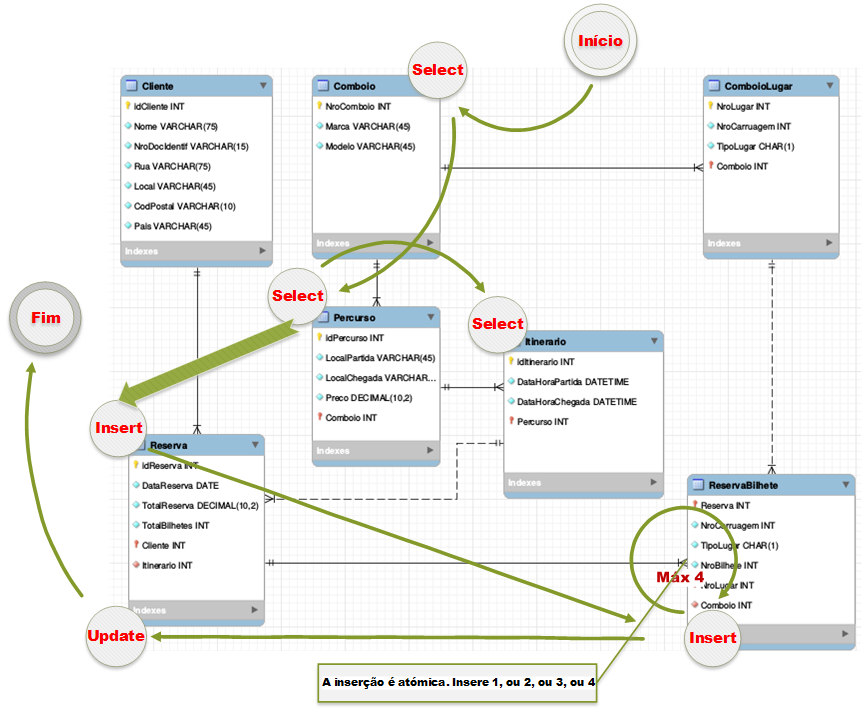 Início
Select
Cliente
IdCliente INT
Nome VARCHAR(75)
NroDocIdentif VARCHAR(15)
Rua VARCHAR(75)
Local VARCHAR(45)
CodPostal VARCHAR(10)
Pais VARCHAR(45)
Indexes
Comboio
NroComboio INT
Marca VARCHAR(45)
Modelo VARCHAR(45)
Indexes
ComboioLugar
NroLugar INT
NroCarruagem INT
TipoLugar CHAR(1)
Comboio INT
Indexes
Select
Fim
Percurso
IdPercurso INT
LocalPartida VARCHAR(45)
LocalChegada VARCHAR...
Preco DECIMAL(10,2)
Comboio INT
Indexes
Select
Itinerario
IdItinerario INT
DataHoraPartida DATETIME
DataHoraChegada DATETIME
Percurso INT
Indexes
Insert
Reserva
IdReserva INT
DataReserva DATE
TotalReserva DECIMAL(10,2)
TotalBilhetes INT
Cliente INT
Itinerario INT
Indexes
ReservaBilhete
Reserva INT
NroCarruagem INT
TipoLugar CHAR(1)
NroBilhete INT
Máx 4
NroLugar INT
Comboio INT
Update
Insert
A inserção é atómica. Insere 1, ou 2, ou 3, ou 4